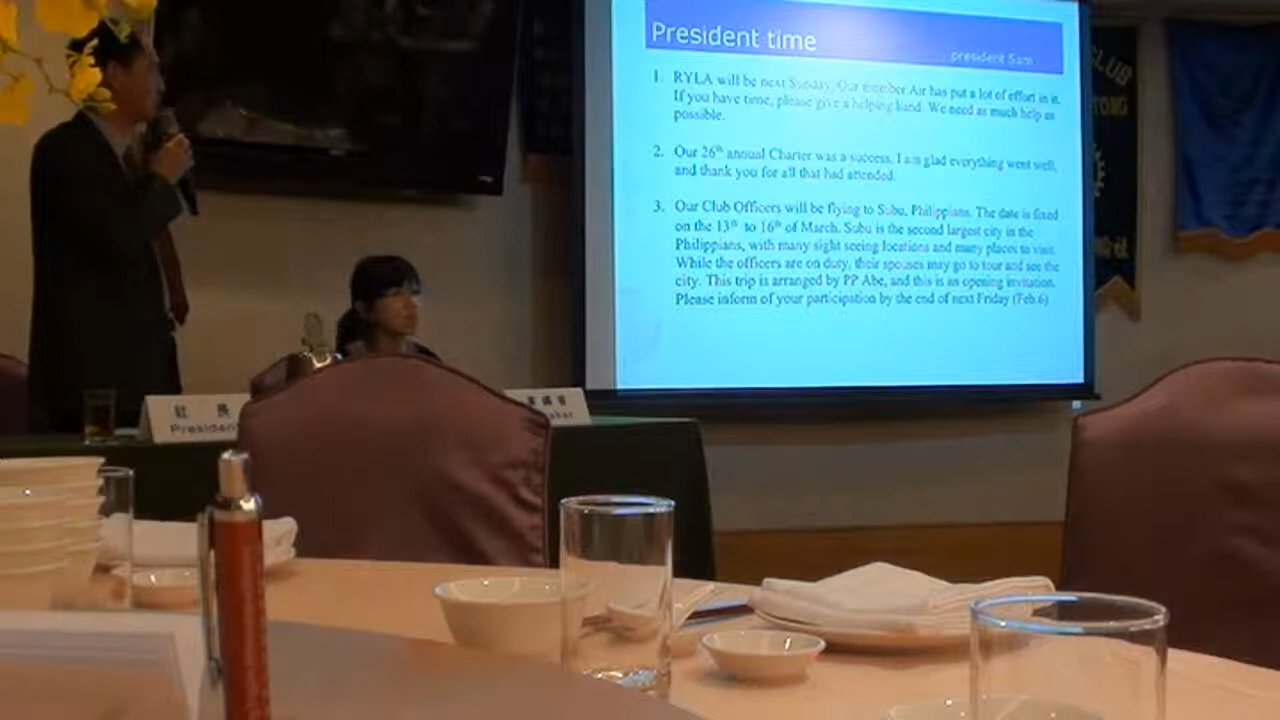 President time
president Sam
1. RYLA will be next Sunday. Our member Air has put a lot of effort in it.
If you have time, please give a helping hand. We need as much help as
possible.
2. Our 26th annual Charter was a success. I am glad everything went well,
and thank you for all that had attended.
3. Our Club Officers will be flying to Subu, Philippians. The date is fixed
on the 13th to 16th of March. Subu is the second largest city in the
Philippians, with many sight seeing locations and many places to visit.
While the officers are on duty, their spouses may go to tour and see the
city. This trip is arranged by PP Abe, and this is an opening invitation.
Please inform of your participation by the end of next Friday (Feb.6)
CLUB
社 長
President